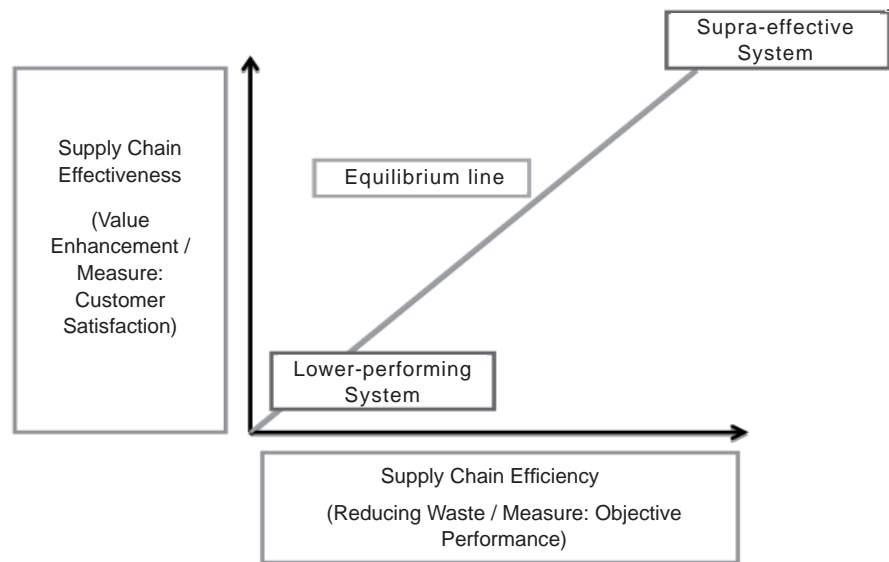 Supra-effective
System
Supply Chain
Effectiveness
(Value
Enhancement /
Measure:
Customer
Satisfaction)
Equilibrium line
Lower-performing
System
Supply Chain Efficiency
(Reducing Waste / Measure: Objective
Performance)